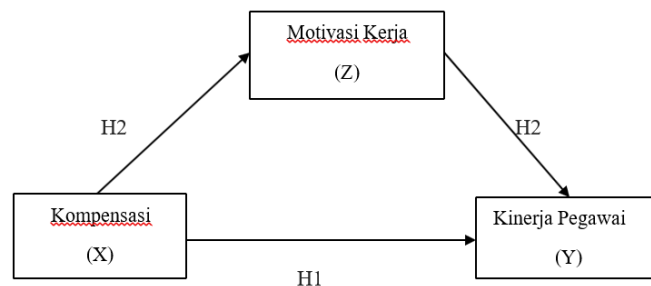 Motivasi Kerja
(Z)
H2
H2
Kompensasi
(X)
Kinerja Pegawai
(Y)
H1